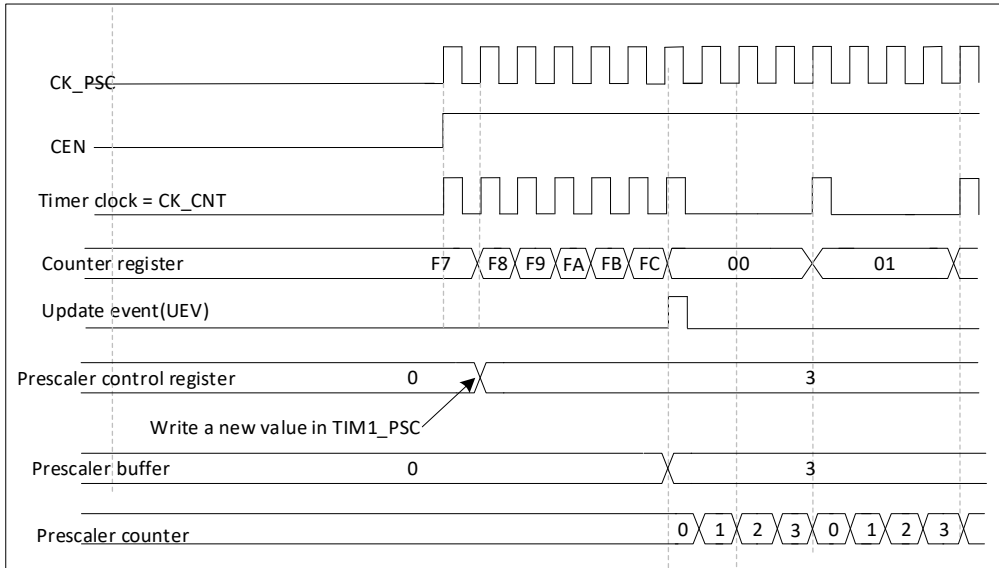 CK_PSC
CEN
Timer clock = CK_CNT
Counter register F7 F8 F9 FA FB FC 00 01
Update event(UEV)
Prescaler control register 0 3
Write a new value in TIM1_PSC
Prescaler buffer 0 3
Prescaler counter 0 1 2 3 0 1 2 3